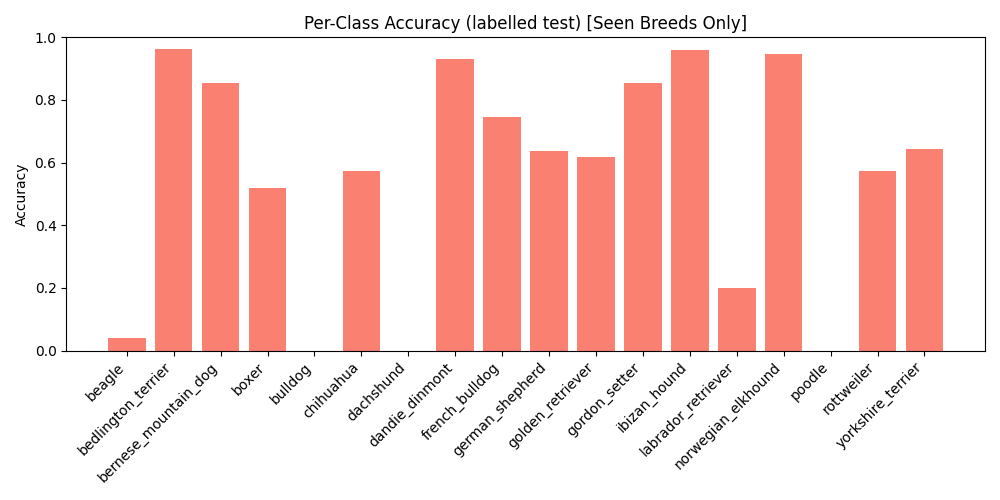 Per-Class Accuracy (labelled test) [Seen Breeds Only]
1.0
0.8
0.6
0.4
0.2
0.0
Accuracy
beagle
bedlington_terrier
bernese_mountain_dog
boxer
bulldog
chihuahua
dachshund
dandie_dinmont
french_bulldog
german_shepherd
golden_retriever
gordon_setter
ibizan_hound
labrador_retriever
norwegian_elkhound
poodle
rottweiler
yorkshire_terrier